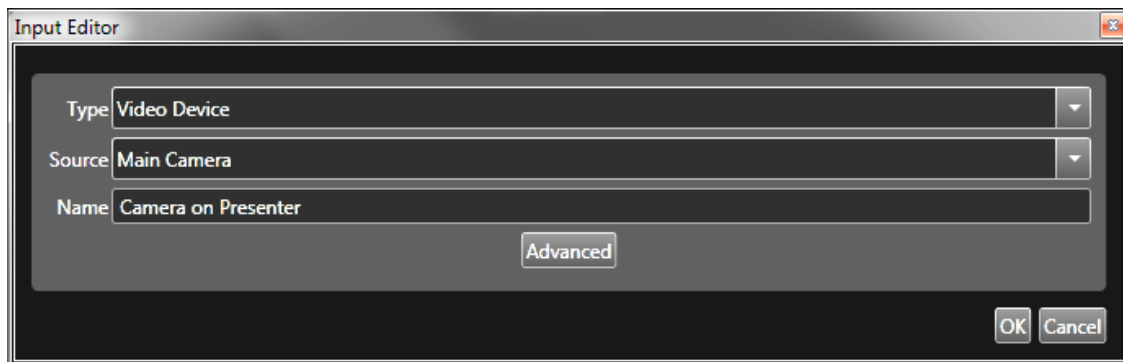 Input Editor
Type Video Device
Source Main Camera
Name Camera on Presenter
Advanced
OK Cancel